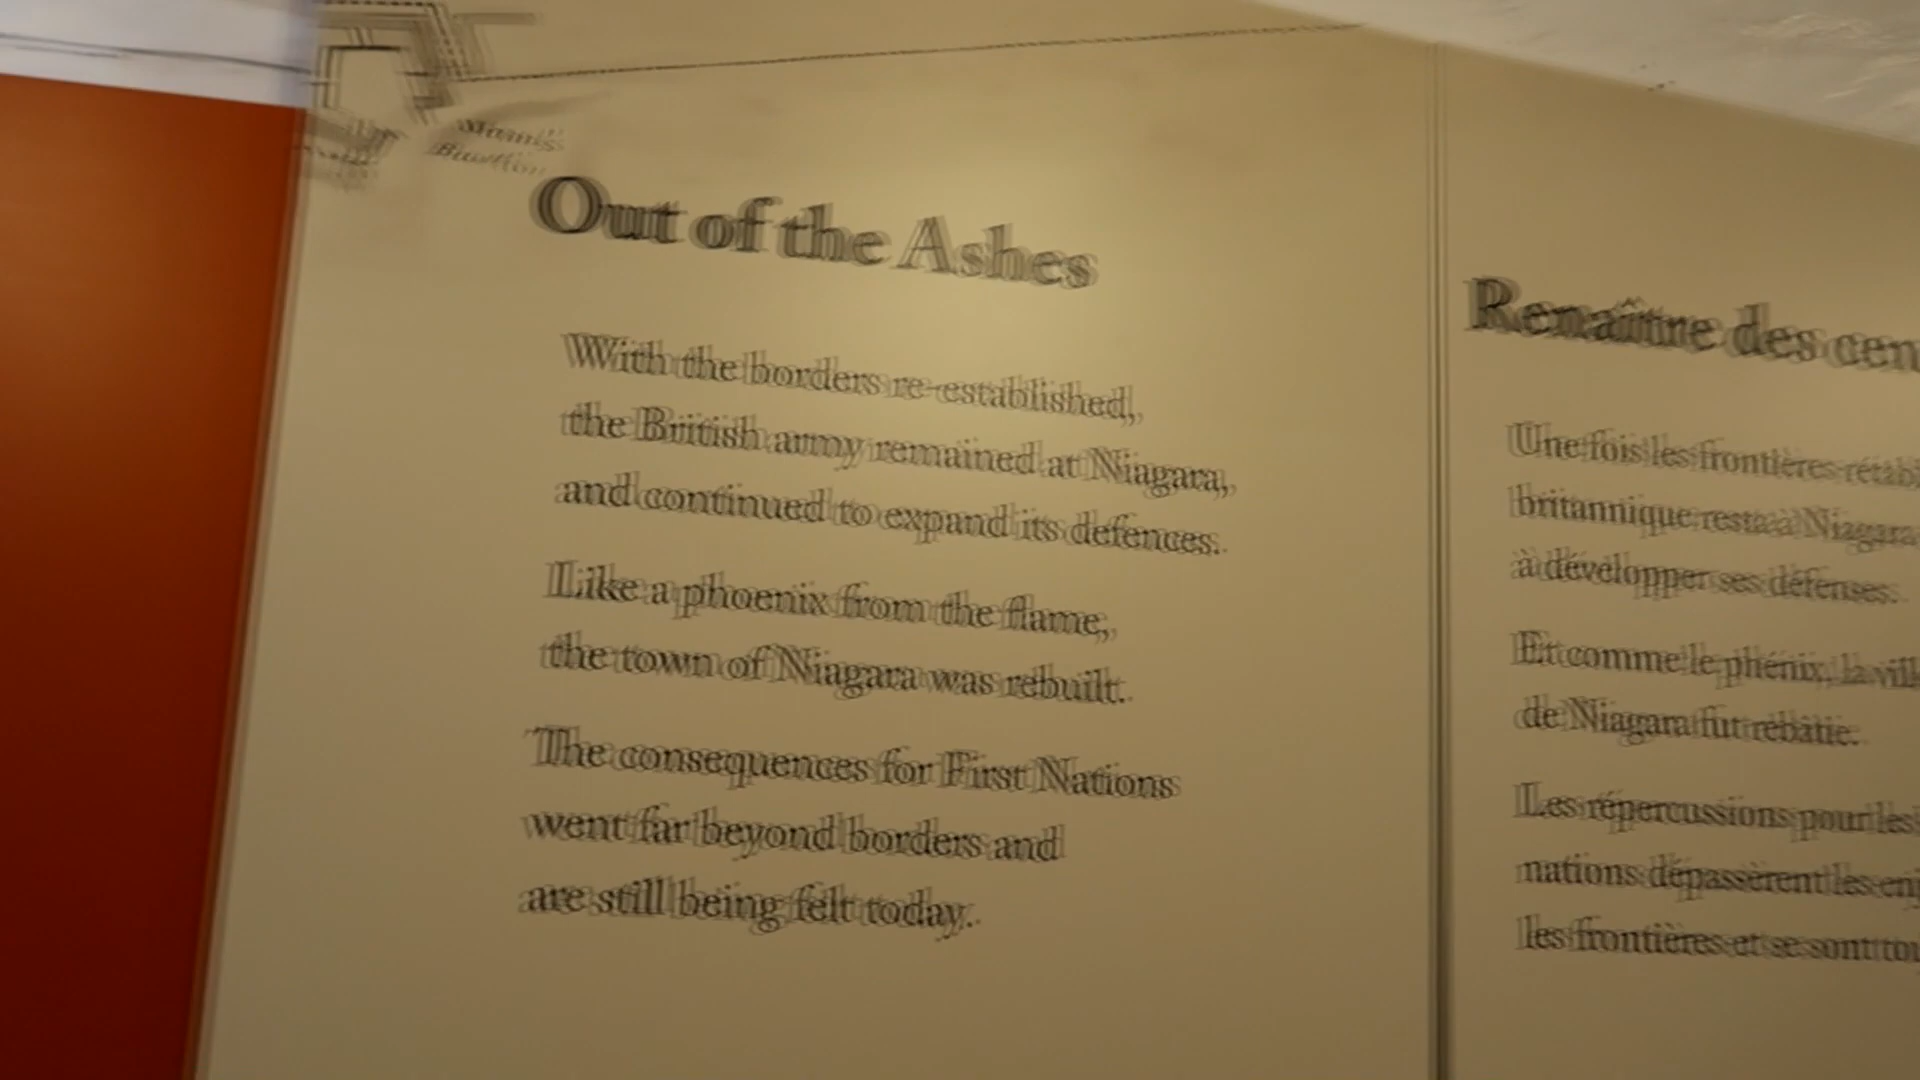 Out of the Ashes
With the borders re-established,
the British army remained at Niagara,
and continued to expand its defences.
Like a phoenix from the flame,
the town of Niagara was rebuilt.
The consequences for First Nations
went far beyond borders and
are still being felt today.
Renaître des
Une fois les frontières
britannique resta à Niagara
à développer ses défenses.
Et comme le phénix, la
de Niagara fut rebâtie.
Les répercussions pour les
nations dépassèrent les
les frontières et se sont